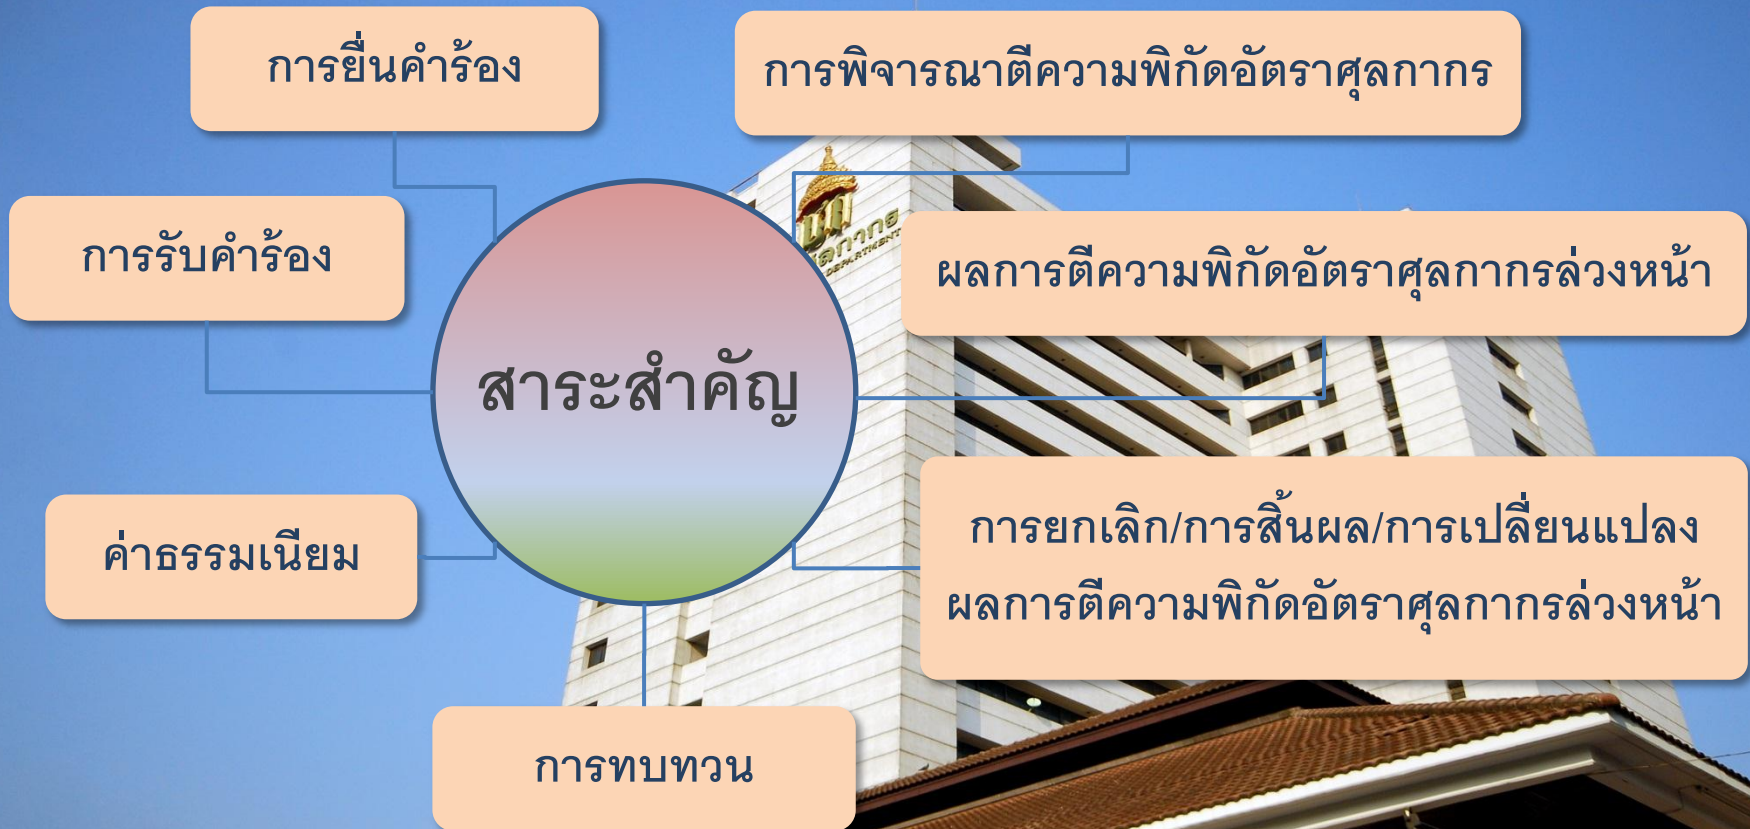 การยื่นคำร้อง
การพิจารณาตีความพิกัดอัตราศุลกากร
การรับคำร้อง
ผลการตีความพิกัดอัตราศุลกากรล่วงหน้า
สาระสำคัญ
ค่าธรรมเนียม
การยกเลิก/การสิ้นผล/การเปลี่ยนแปลง
ผลการตีความพิกัดอัตราศุลกากรล่วงหน้า
การทบทวน
DEPARTMENT